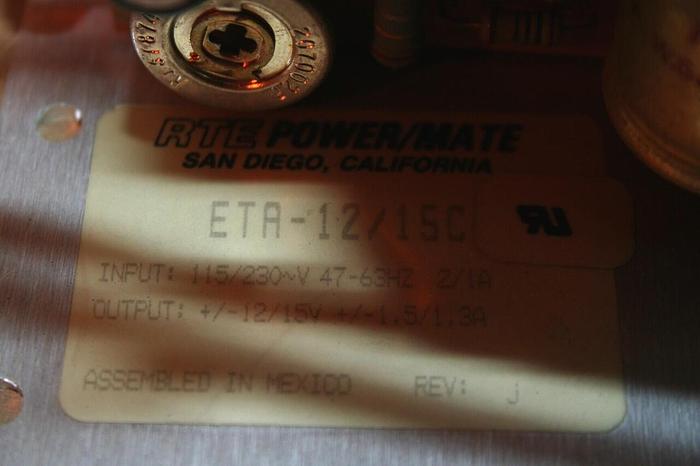 RTE POWER/MATE
SAN DIEGO, CALIFORNIA
ETA-12/15C
INPUT: 115/230~V 47-63HZ 2/1A
OUTPUT: +/-12/15V +/-1.5/1.3A
ASSEMBLED IN MEXICO REV: J